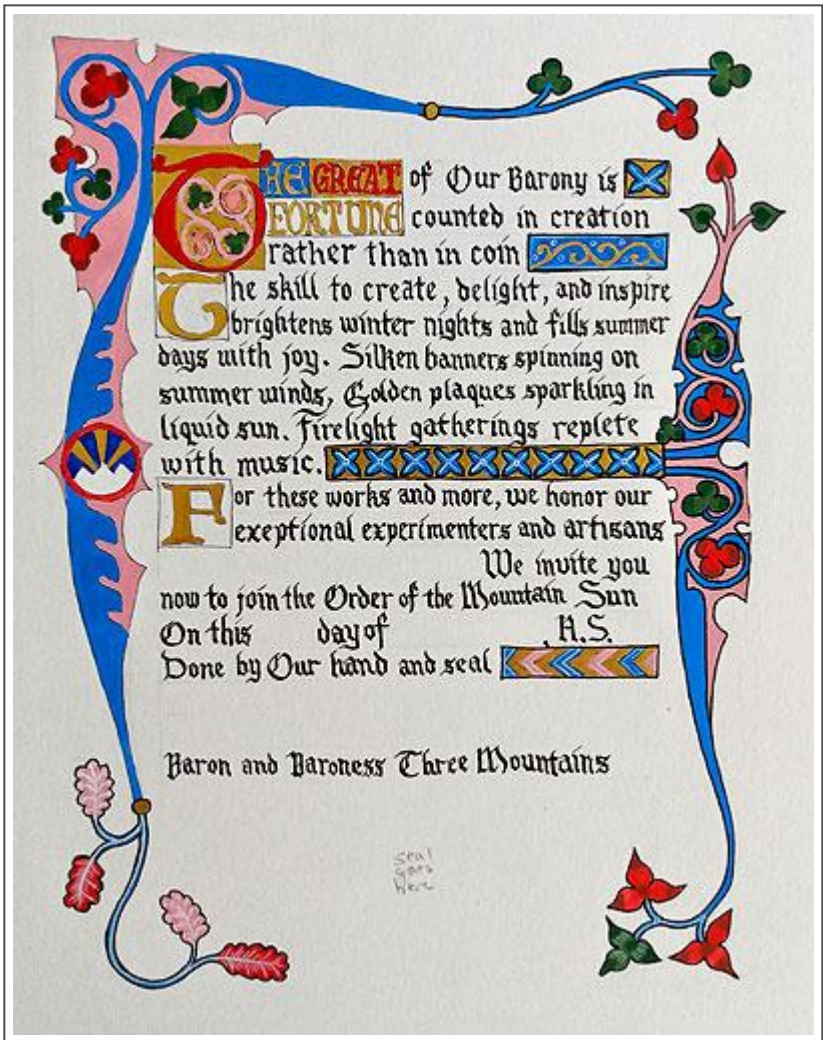 THE GREAT of Our Barony is
FORTUNE counted in creation
rather than in coin
The skill to create, delight, and inspire
brightens winter nights and fills summer
days with joy. Silken banners spinning on
summer winds, Golden plaques sparkling in
liquid sun. Firelight gatherings replete
with music.
For these works and more, we honor our
exeptional experimenters and artisans
We invite you
now to join the Order of the Mountain Sun
On this day of , A.S.
Done by Our hand and seal
Baron and Baroness Three Mountains
seal
goes
here